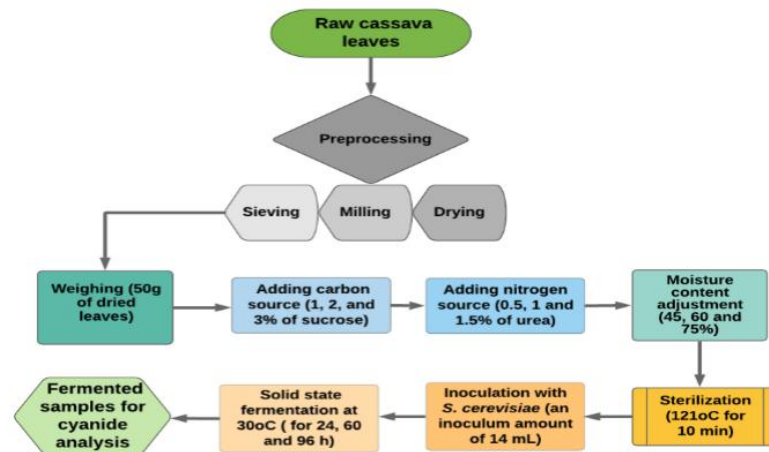 Raw cassava
leaves
Preprocessing
Sieving
Milling
Drying
Weighing (50g
of dried
leaves)
Adding carbon
source (1, 2, and
3% of sucrose)
Adding nitrogen
source (0.5, 1 and
1.5% of urea)
Moisture
content
adjustment
(45, 60 and
75%)
Sterilization
(121oC for
10 min)
Inoculation with
S. cerevisiae (an
inoculum amount
of 14 mL)
Solid state
fermentation at
30oC ( for 24, 60
and 96 h)
Fermented
samples for
cyanide
analysis